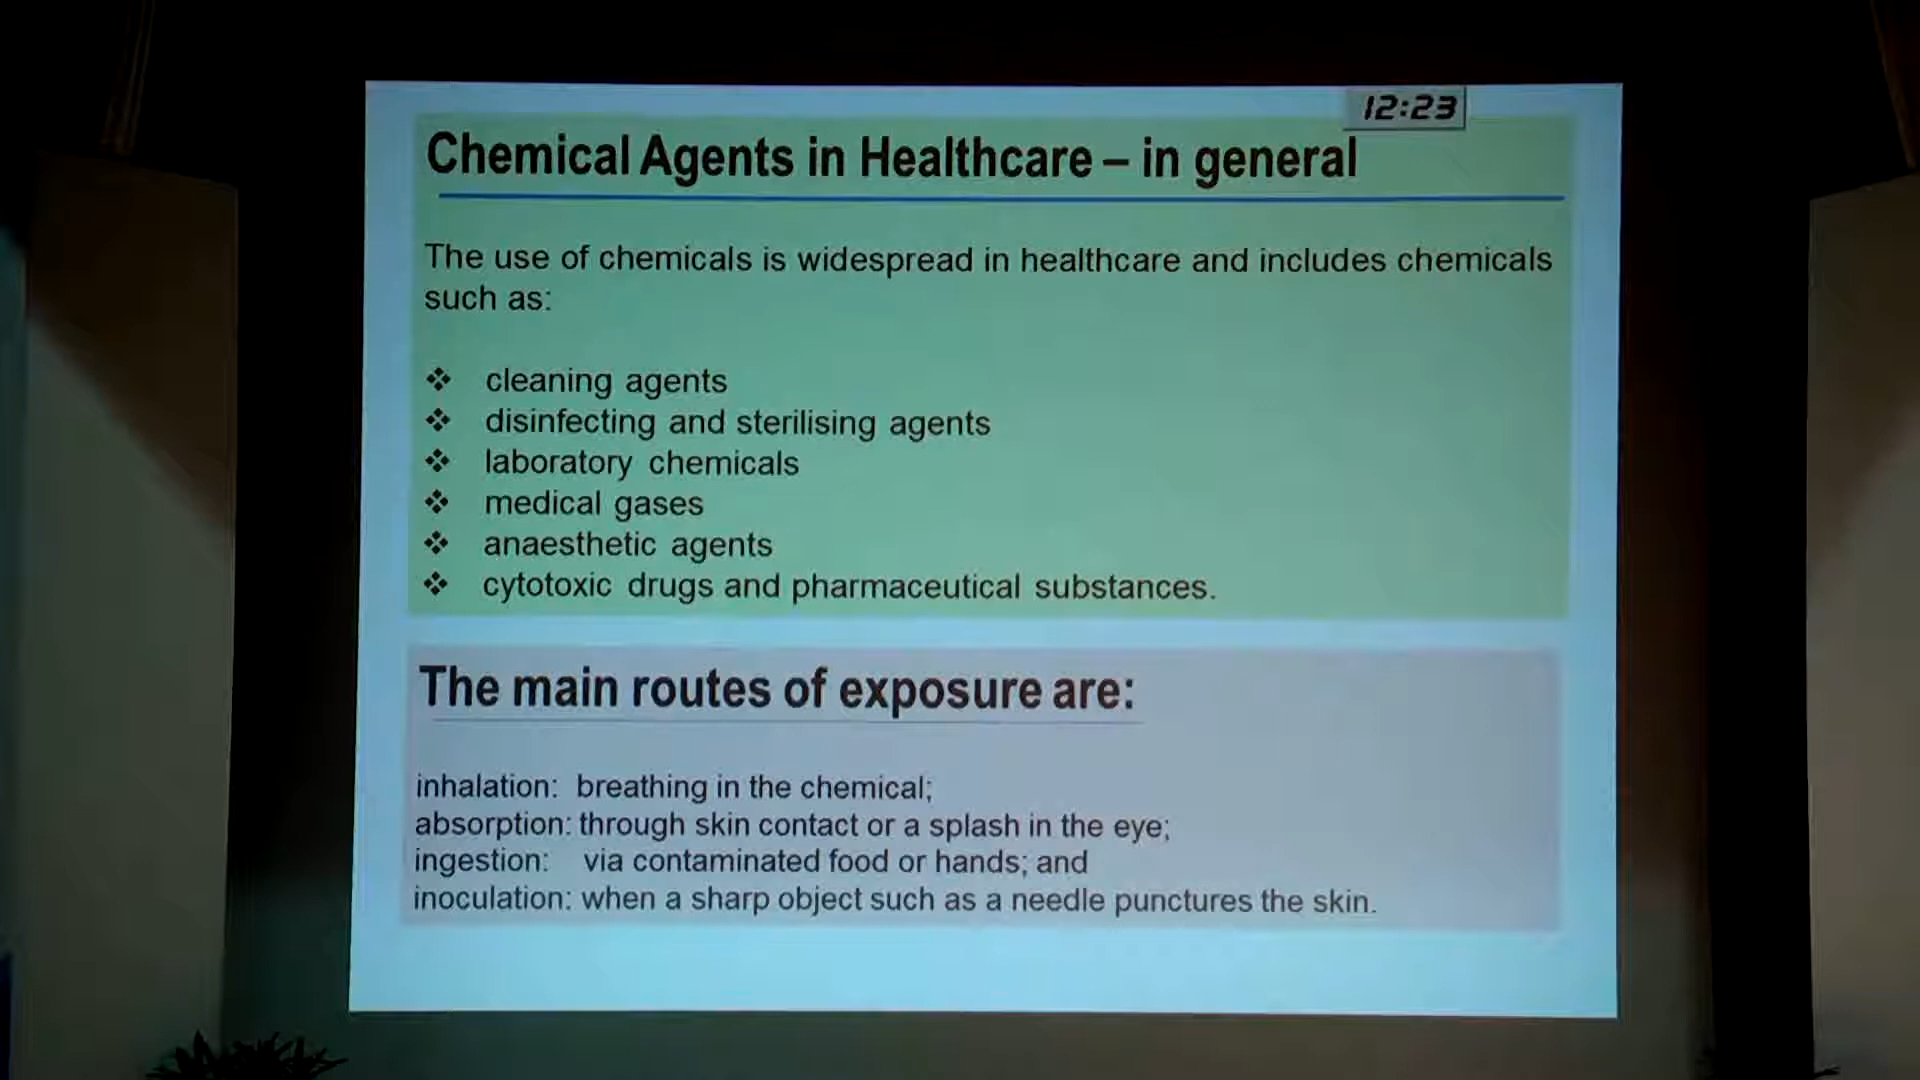 12:23
Chemical Agents in Healthcare – in general
The use of chemicals is widespread in healthcare and includes chemicals
such as:
❖ cleaning agents
❖ disinfecting and sterilising agents
❖ laboratory chemicals
❖ medical gases
❖ anaesthetic agents
❖ cytotoxic drugs and pharmaceutical substances.
The main routes of exposure are:
inhalation: breathing in the chemical;
absorption: through skin contact or a splash in the eye;
ingestion: via contaminated food or hands; and
inoculation: when a sharp object such as a needle punctures the skin.